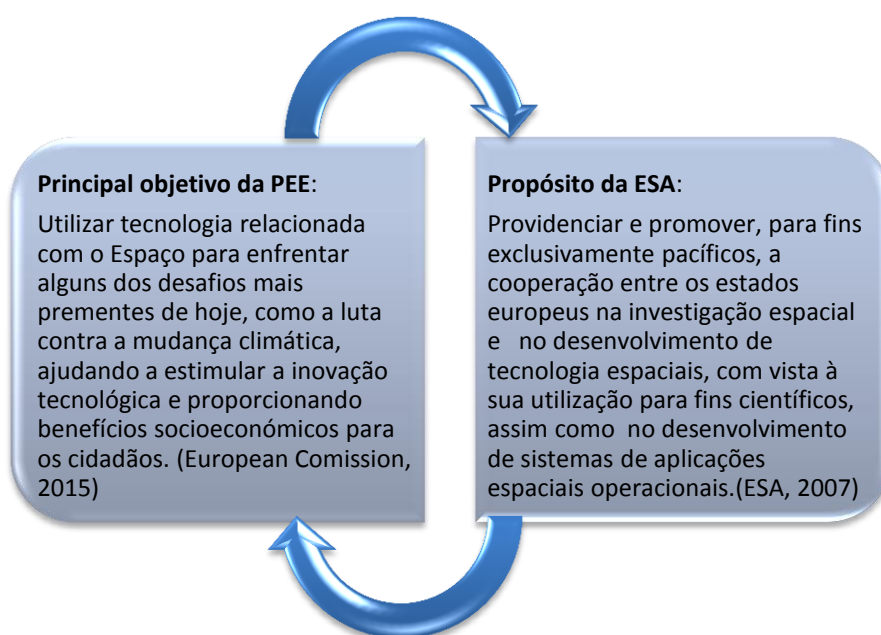 Principal objetivo da PEE:
Utilizar tecnologia relacionada
com o Espaço para enfrentar
alguns dos desafios mais
prementes de hoje, como a luta
contra a mudança climática,
ajudando a estimular a inovação
tecnológica e proporcionando
benefícios socioeconómicos para
os cidadãos. (European Comission,
2015)
Propósito da ESA:
Providenciar e promover, para fins
exclusivamente pacíficos, a
cooperação entre os estados
europeus na investigação espacial
e no desenvolvimento de
tecnologia espaciais, com vista à
sua utilização para fins científicos,
assim como no desenvolvimento
de sistemas de aplicações
espaciais operacionais.(ESA, 2007)